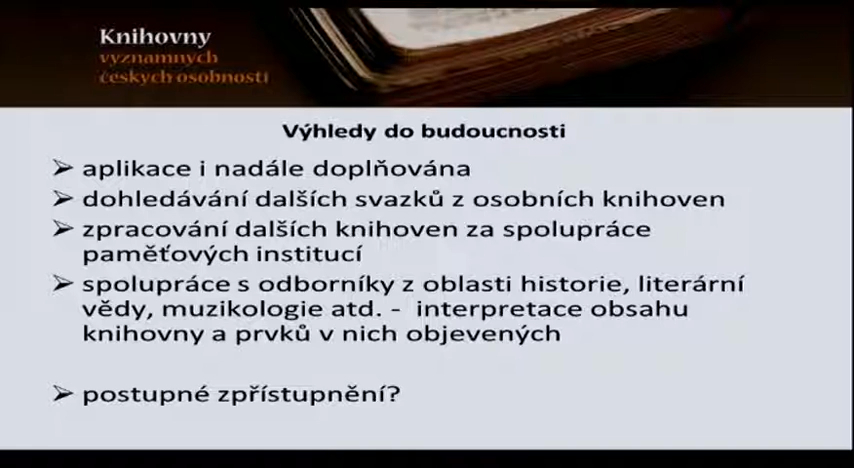 Knihovny
významných
českých osobností
Výhledy do budoucnosti
➢ aplikace i nadále doplňována
➢ dohledávání dalších svazků z osobních knihoven
➢ zpracování dalších knihoven za spolupráce
paměťových institucí
➢ spolupráce s odborníky z oblasti historie, literární
vědy, muzikologie atd. - interpretace obsahu
knihovny a prvků v nich objevených
➢ postupné zpřístupnění?